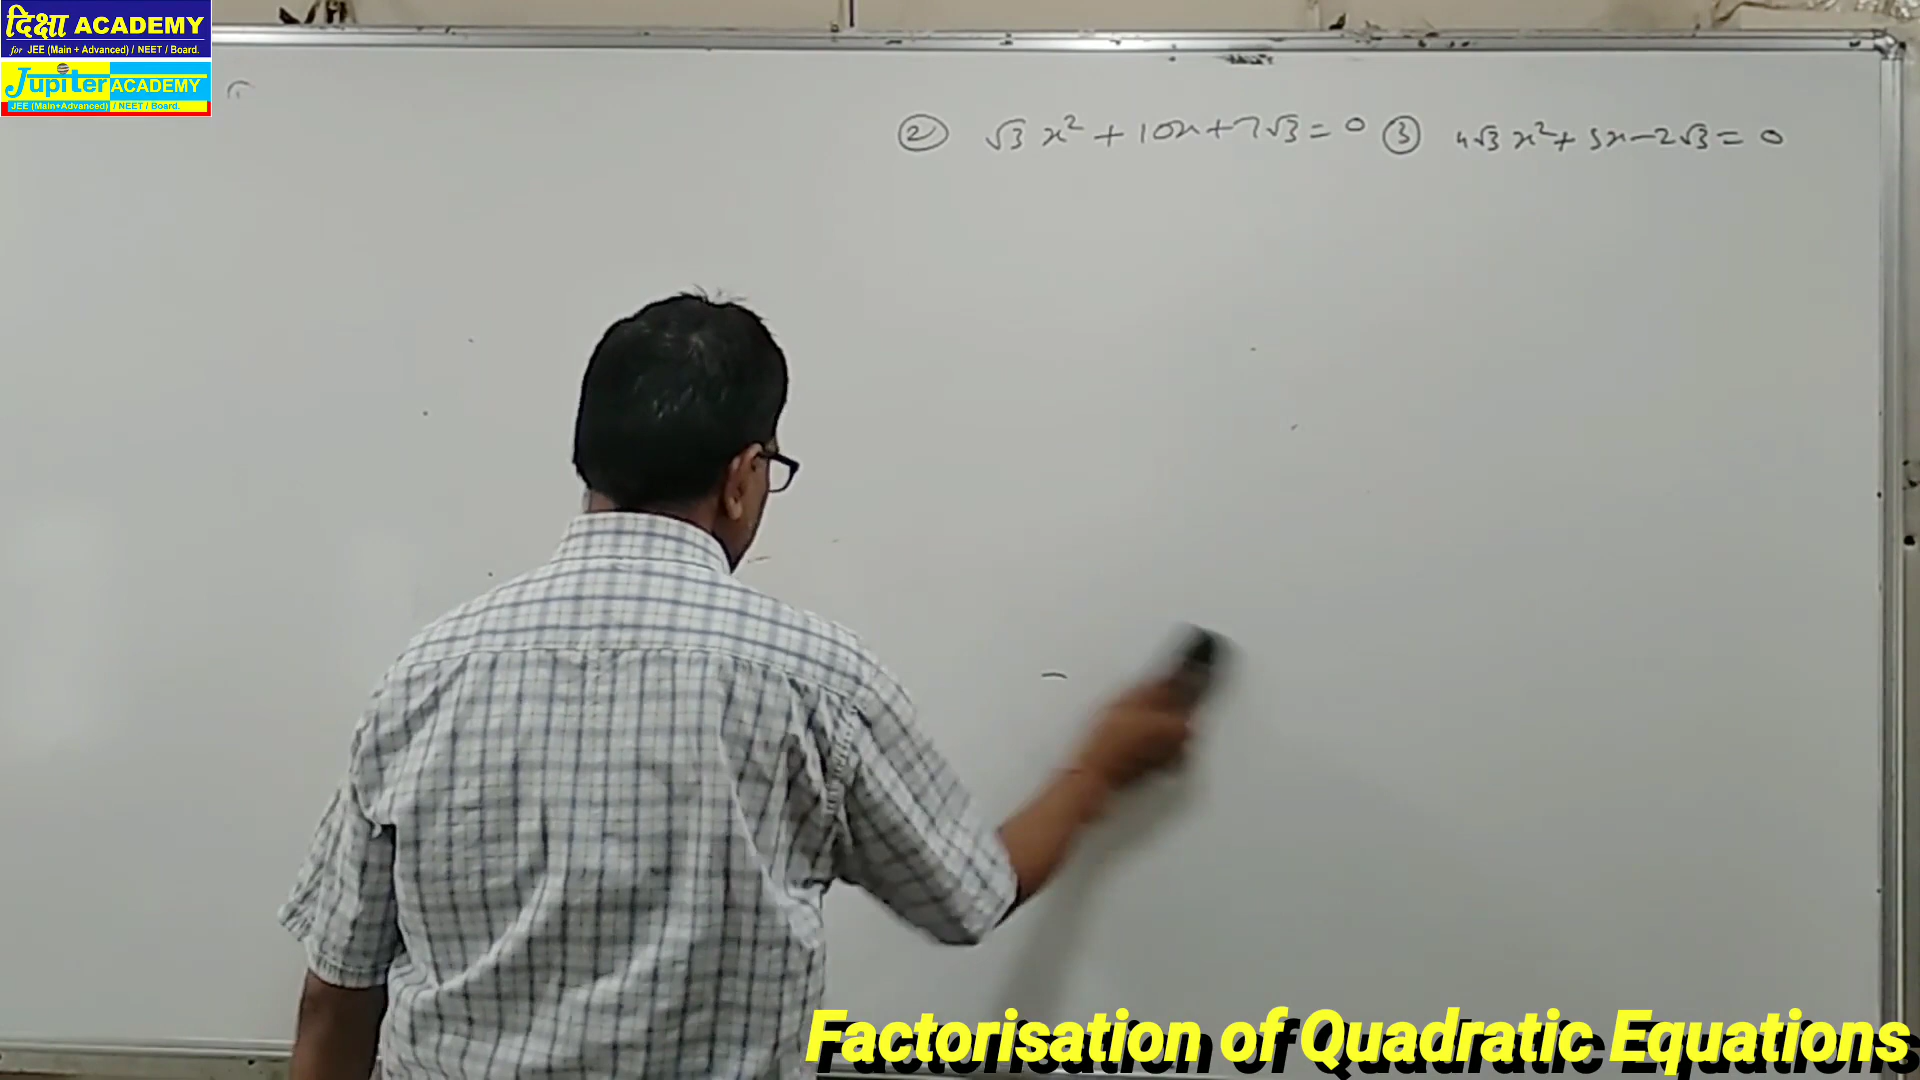 दिक्षा ACADEMY
for JEE (Main + Advanced) / NEET / Board.
Jupiter ACADEMY
JEE (Main+Advanced) / NEET / Board.
② √3 x² + 10x + 7√3 = 0 ③ 4√3 x² + 5x - 2√3 = 0
Factorisation of Quadratic Equations